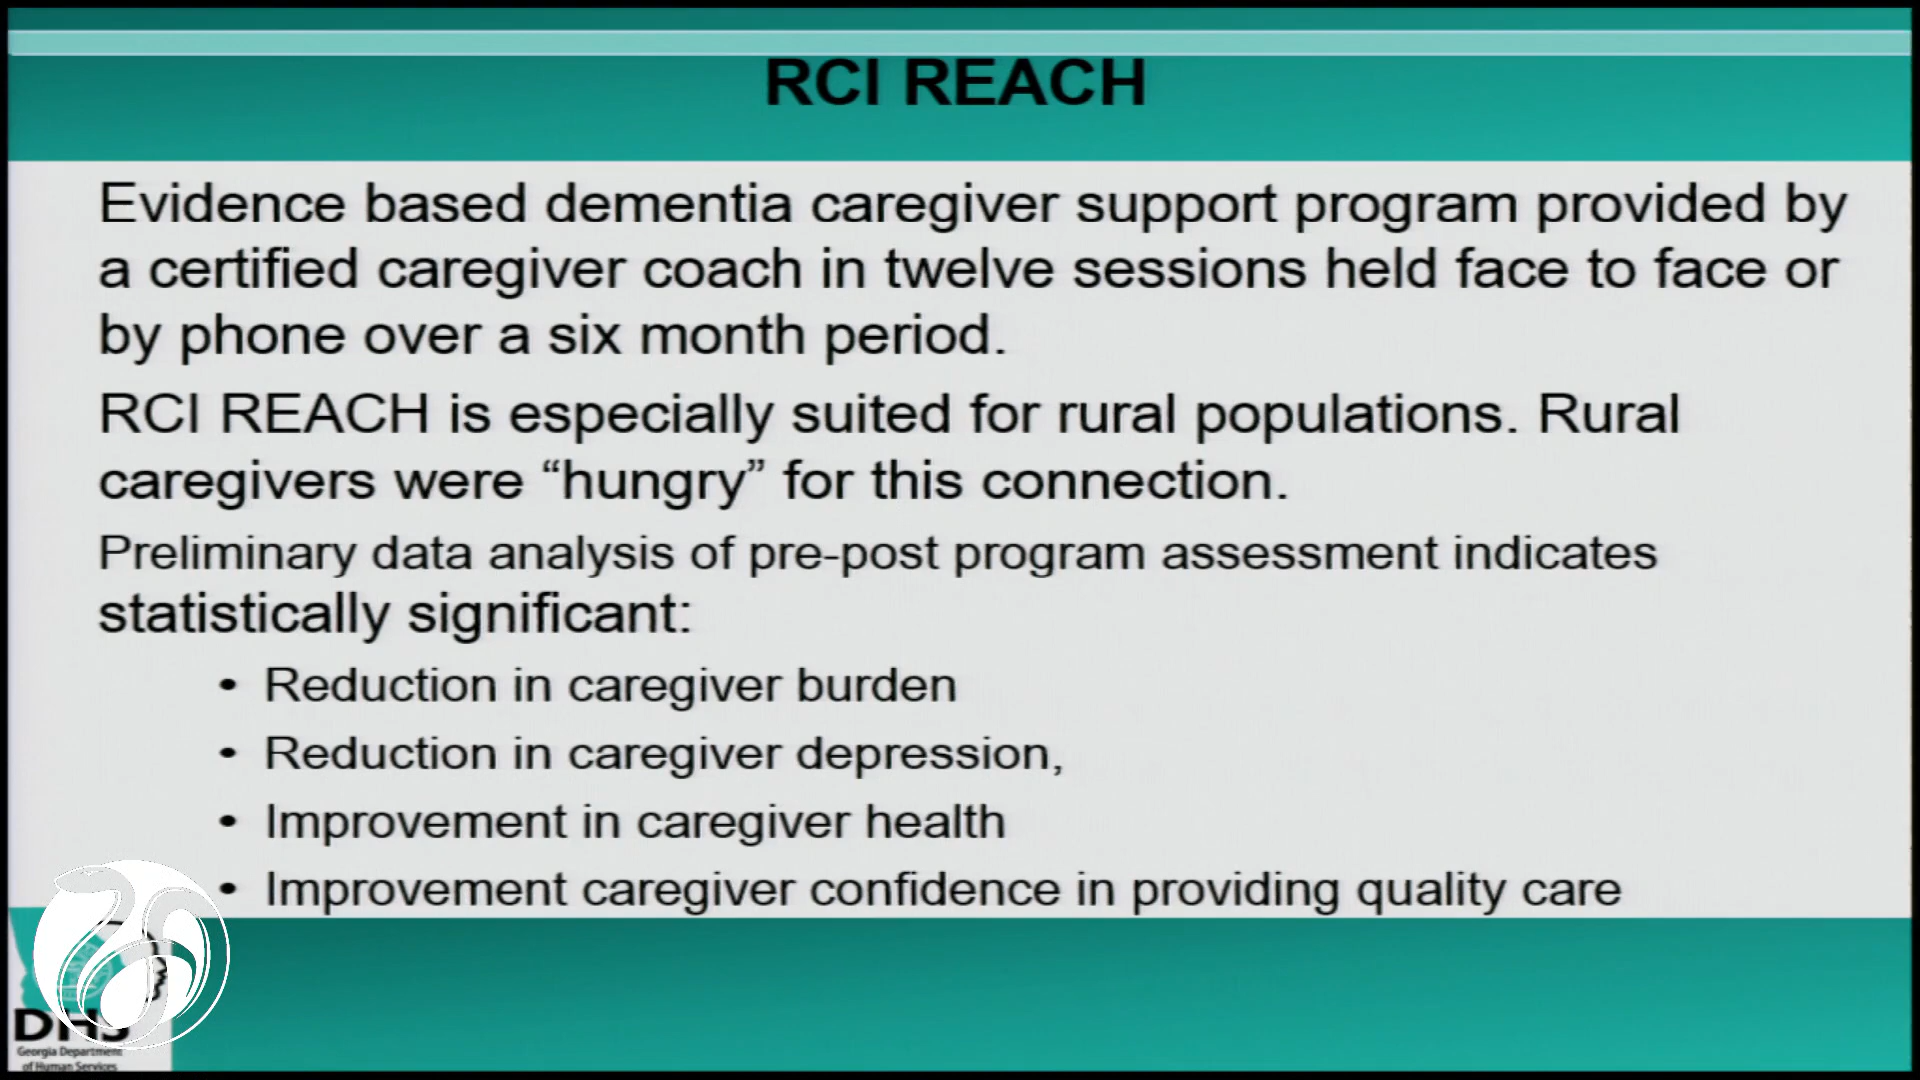 RCI REACH
Evidence based dementia caregiver support program provided by
a certified caregiver coach in twelve sessions held face to face or
by phone over a six month period.
RCI REACH is especially suited for rural populations. Rural
caregivers were “hungry” for this connection.
Preliminary data analysis of pre-post program assessment indicates
statistically significant:
• Reduction in caregiver burden
• Reduction in caregiver depression,
• Improvement in caregiver health
• Improvement caregiver confidence in providing quality care
DHS
Georgia Department
of Human Services